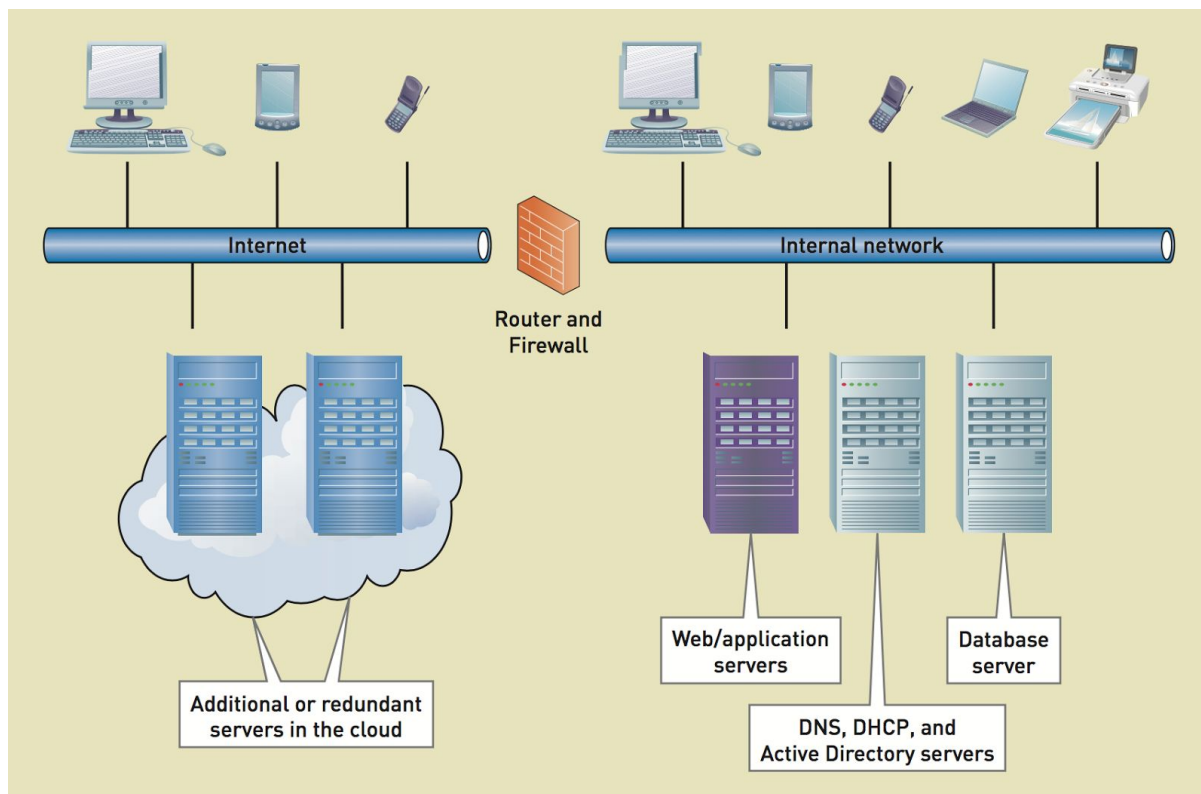 Internet
Internal network
Router and
Firewall
Web/application
servers
Database
server
Additional or redundant
servers in the cloud
DNS, DHCP, and
Active Directory servers